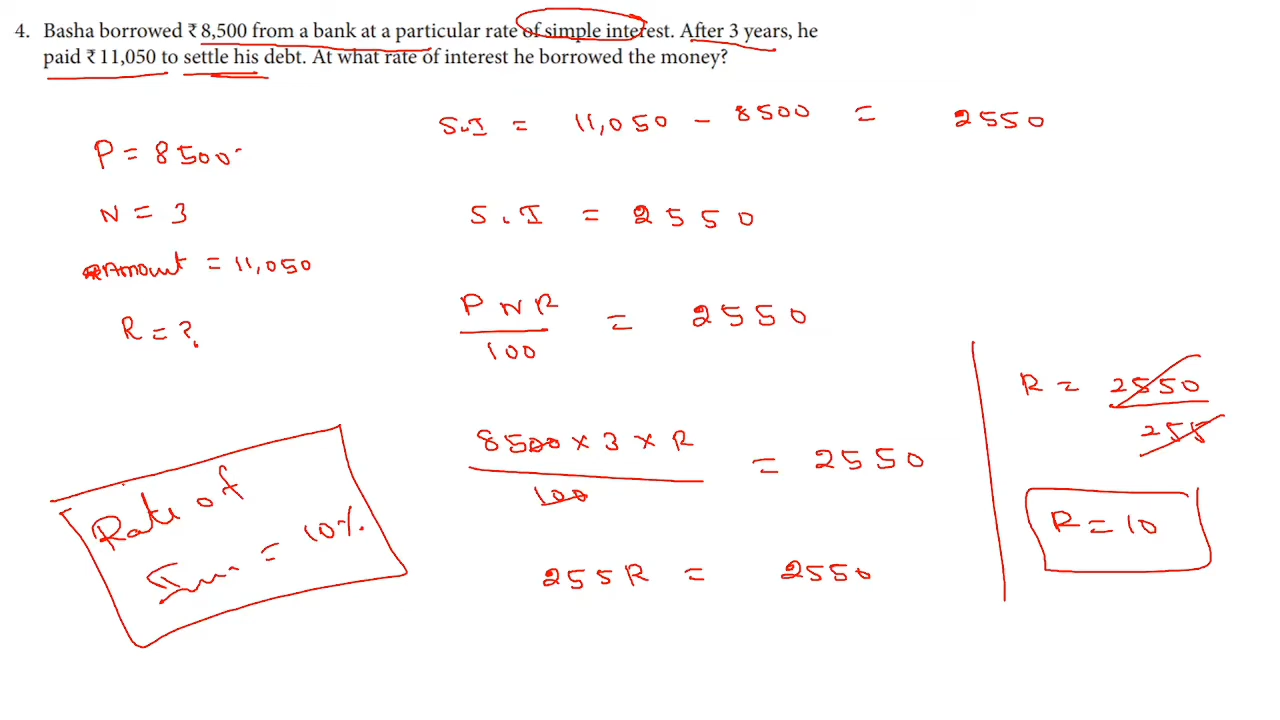 4. Basha borrowed ₹ 8,500 from a bank at a particular rate of simple interest. After 3 years, he
paid ₹ 11,050 to settle his debt. At what rate of interest he borrowed the money?
S.I = 11,050 - 8500 = 2550
P = 8500
N = 3
Amount = 11,050
R = ?
S.I = 2550
PNR
100
= 2550
8500 × 3 × R
100
= 2550
255R = 2550
R = 2550
255
R = 10
Rate of
= 10%